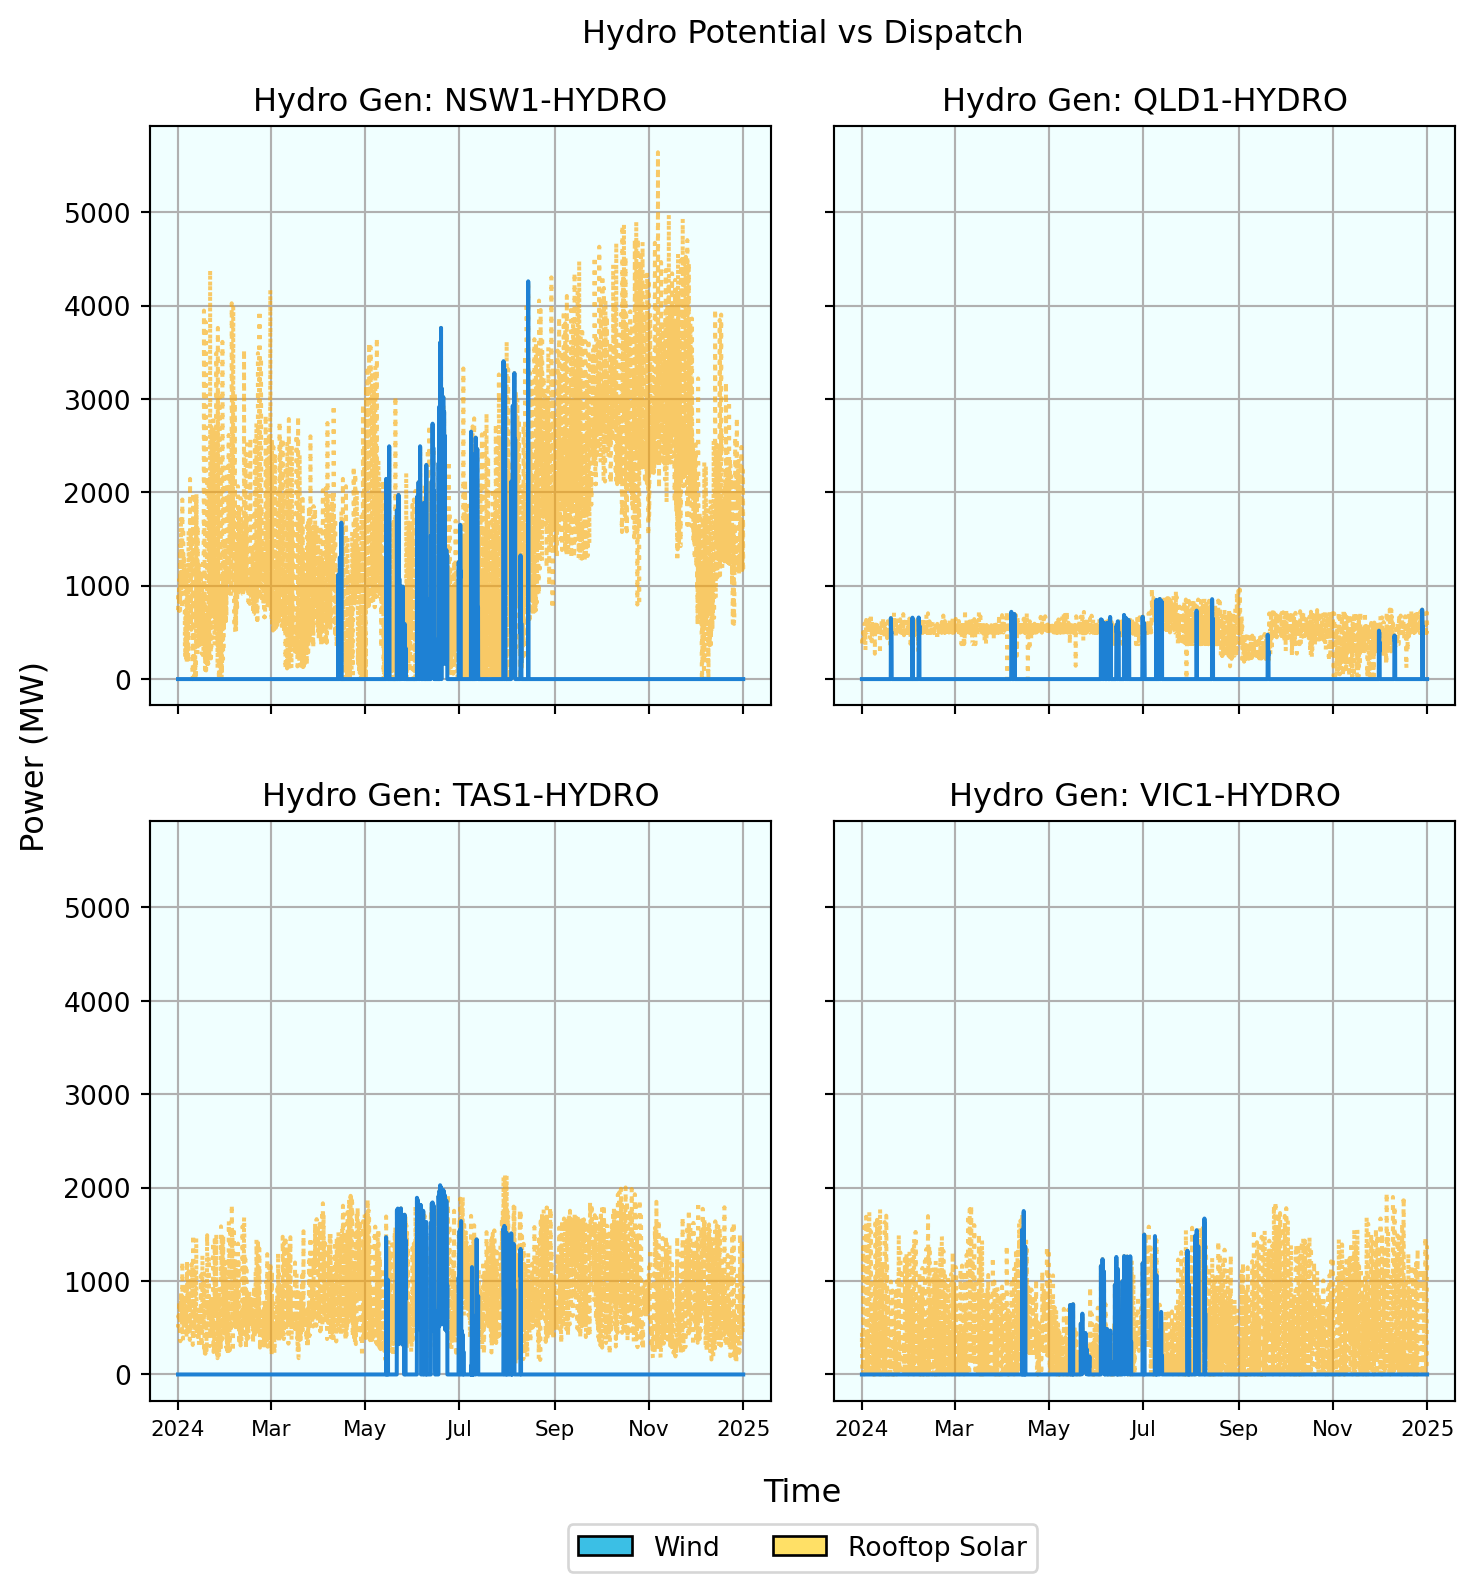 Hydro Potential vs Dispatch
Hydro Gen: NSW1-HYDRO
Hydro Gen: QLD1-HYDRO
5000
4000
3000
2000
1000
0
Power (MW)
Hydro Gen: TAS1-HYDRO
Hydro Gen: VIC1-HYDRO
5000
4000
3000
2000
1000
0
2024 Mar May Jul Sep Nov 2025
2024 Mar May Jul Sep Nov 2025
Time
Wind Rooftop Solar